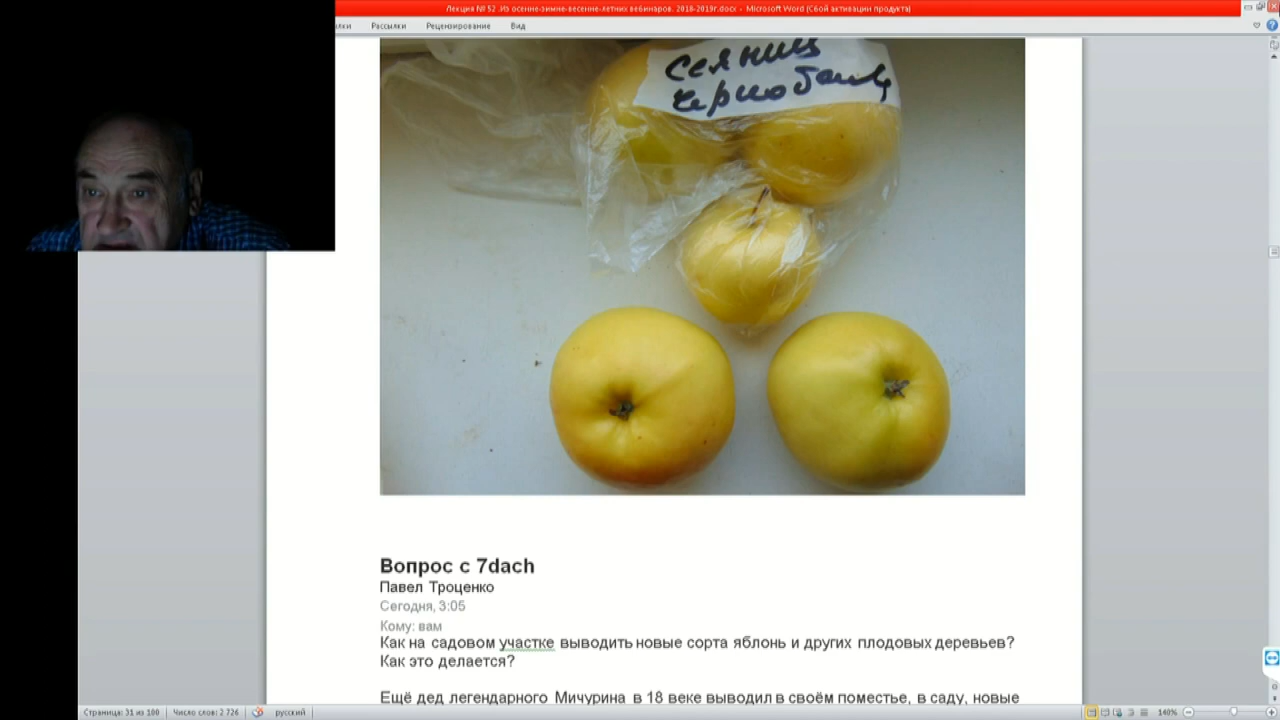 Лекция № 52 .Из осенне-зимне-весенне-летних вебинаров. 2018-2019г.docx - Microsoft Word (Сбой активации продукта)
Рассылки Рецензирование Вид
Сеянец
Вопрос с 7dach
Павел Троценко
Сегодня, 3:05
Кому: вам
Как на садовом участке выводить новые сорта яблонь и других плодовых деревьев?
Как это делается?
Ещё дед легендарного Мичурина в 18 веке выводил в своём поместье, в саду, новые
Страница: 31 из 100 Число слов: 2 726 русский 140%